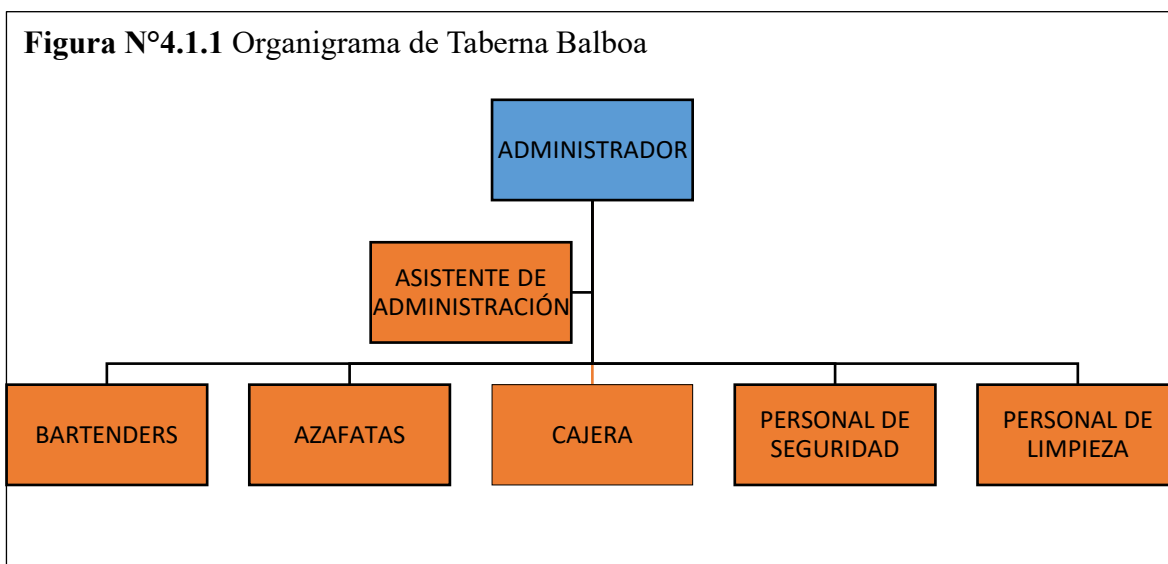 Figura N°4.1.1 Organigrama de Taberna Balboa
ADMINISTRADOR
ASISTENTE DE
ADMINISTRACIÓN
BARTENDERS
AZAFATAS
CAJERA
PERSONAL DE
SEGURIDAD
PERSONAL DE
LIMPIEZA